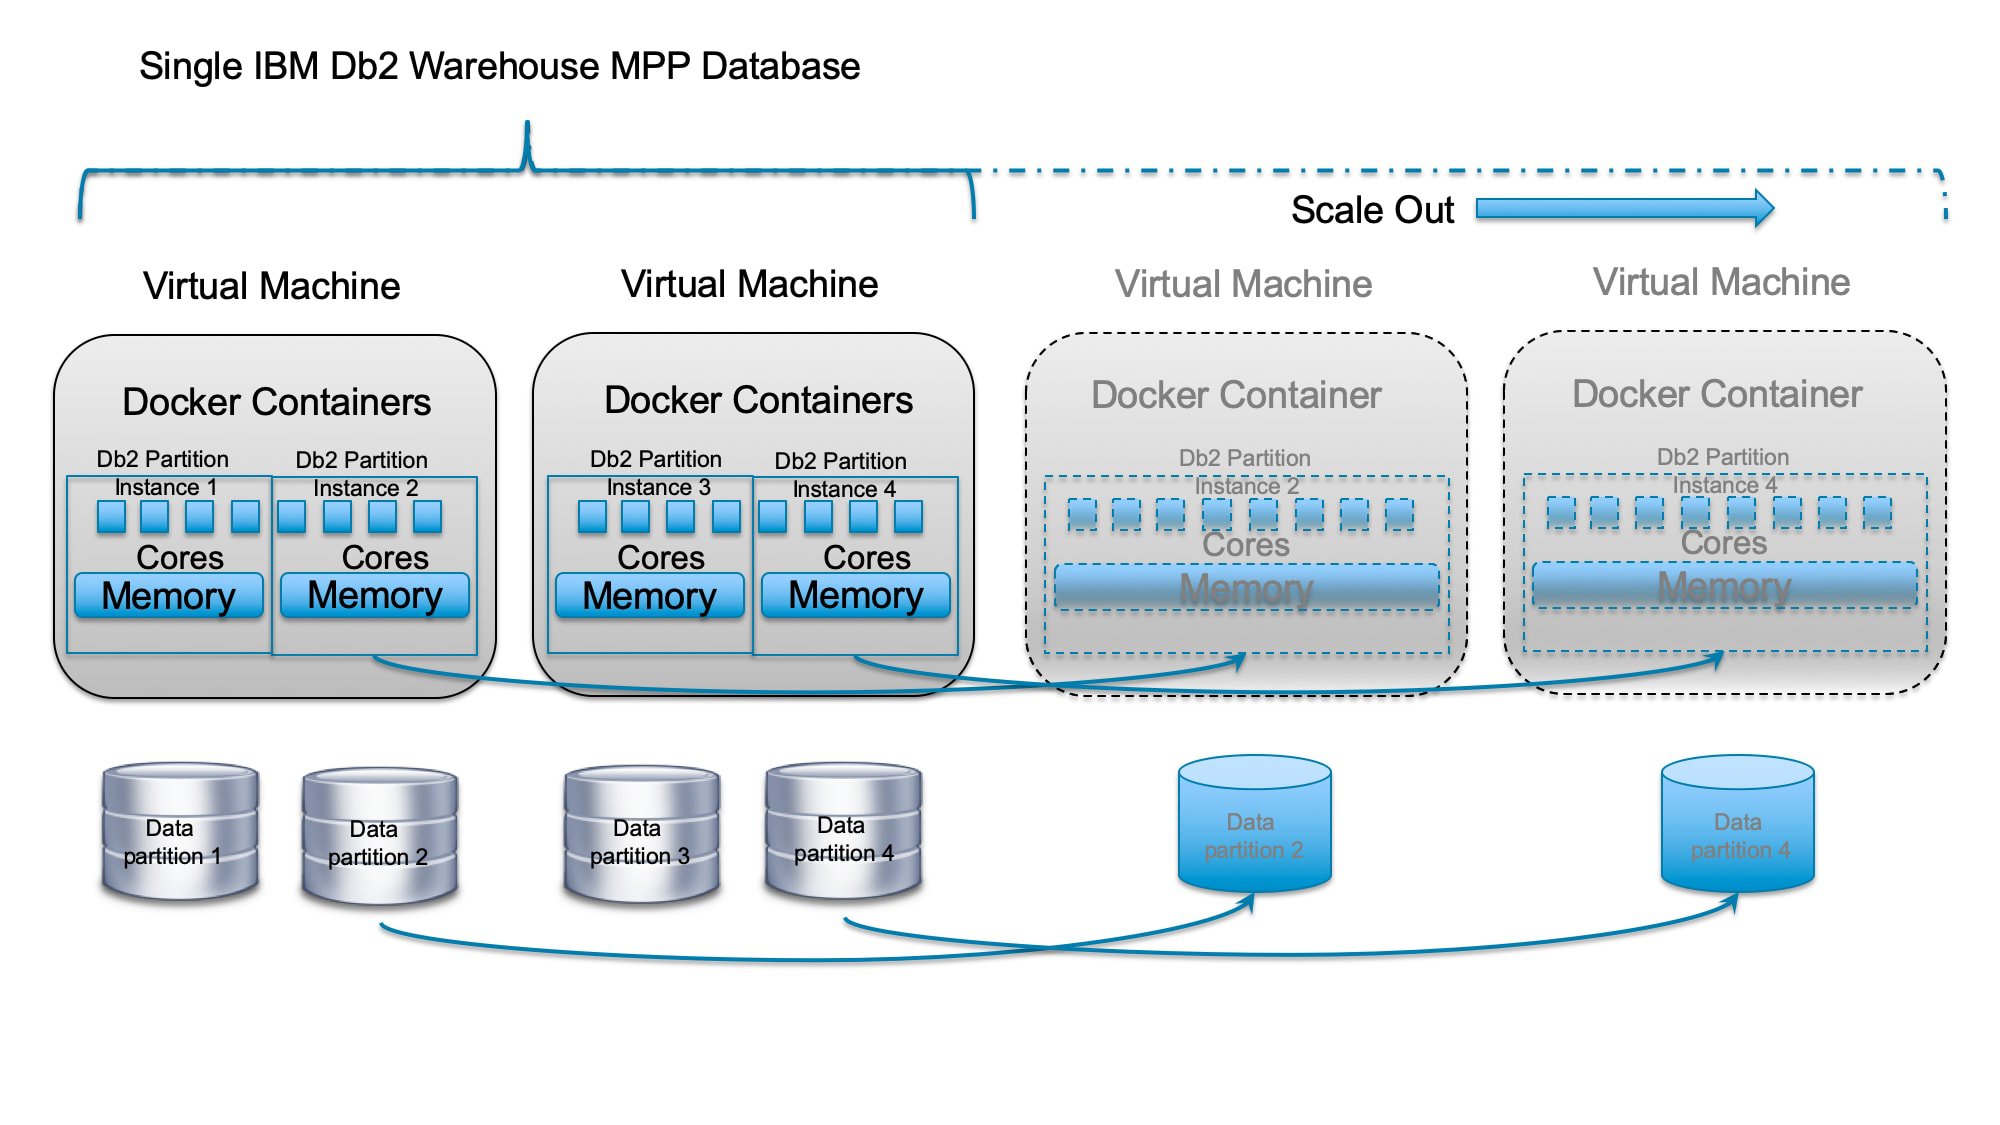 Single IBM Db2 Warehouse MPP Database
Scale Out
Virtual Machine
Virtual Machine
Virtual Machine
Virtual Machine
Docker Containers
Docker Containers
Docker Container
Docker Container
Db2 Partition
Instance 1
Db2 Partition
Instance 2
Db2 Partition
Instance 3
Db2 Partition
Instance 4
Db2 Partition
Instance 2
Db2 Partition
Instance 4
Cores
Cores
Cores
Cores
Cores
Cores
Memory
Memory
Memory
Memory
Memory
Memory
Data
partition 1
Data
partition 2
Data
partition 3
Data
partition 4
Data
partition 2
Data
partition 4